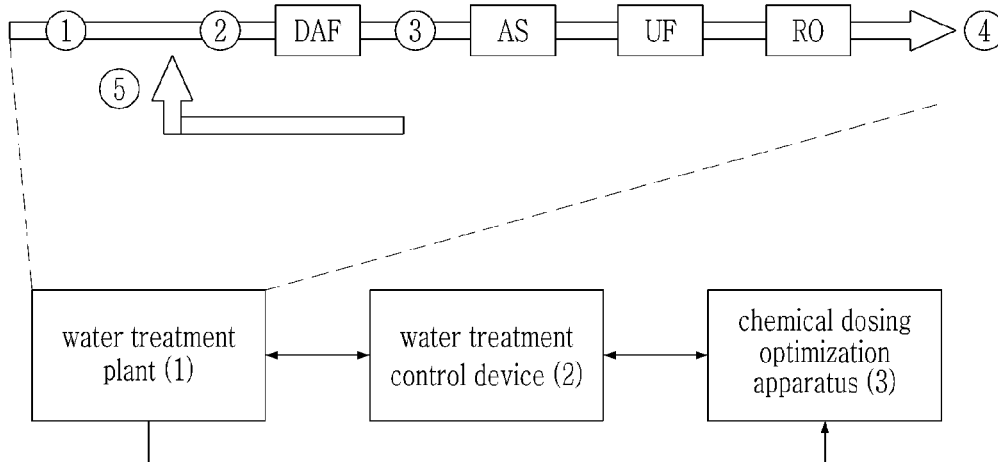 ① ② DAF ③ AS UF RO ④
⑤
water treatment
plant (1)
water treatment
control device (2)
chemical dosing
optimization
apparatus (3)